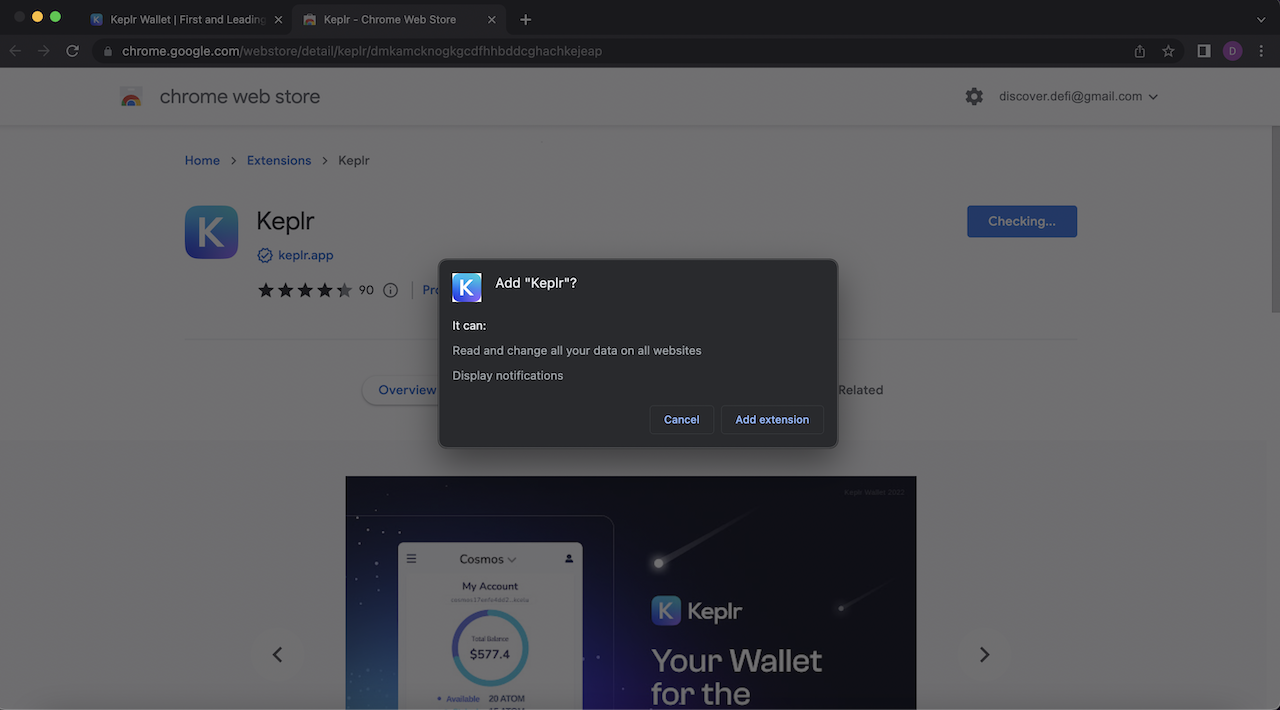 Keplr Wallet | First and Leading
Keplr - Chrome Web Store
chrome.google.com/webstore/detail/keplr/dmkamcknogkgcdfhhbddcghachkejeap
D
chrome web store
discover.defi@gmail.com
Home > Extensions > Keplr
K
Keplr
Checking...
keplr.app
90
Pro
K
Add "Keplr"?
It can:
Read and change all your data on all websites
Display notifications
Cancel
Add extension
Overview
Related
Keplr Wallet 2022
Cosmos
My Account
Total Balance
$577.4
Available 20 ATOM
K Keplr
Your Wallet
for the